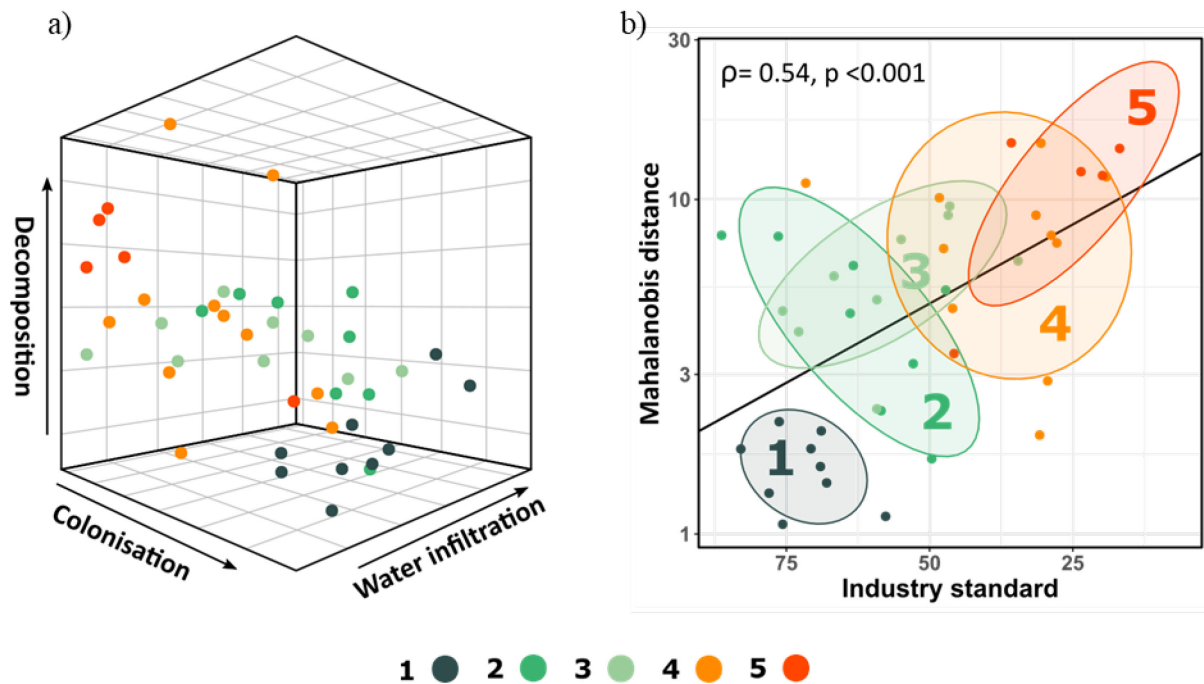 a)
Decomposition
Colonisation
Water infiltration
b)
30
10
3
1
Mahalanobis distance
ρ= 0.54, p <0.001
5
3
4
2
1
75 50 25
Industry standard
1 2 3 4 5